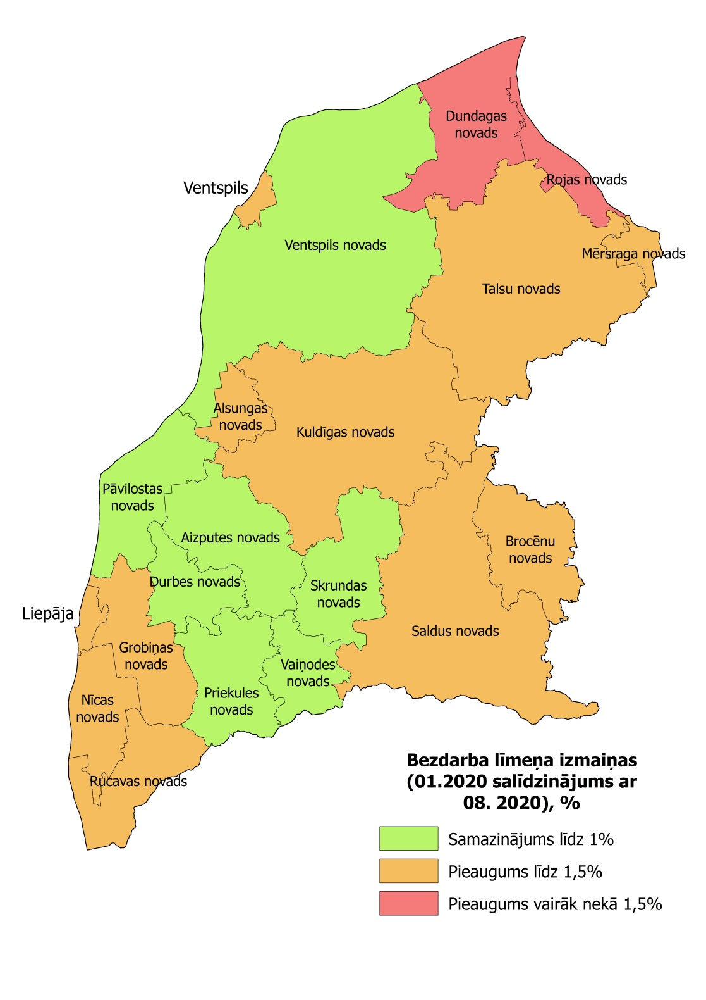 Dundagas
novads
Rojas novads
Ventspils
Ventspils novads
Mērsraga novads
Talsu novads
Alsungas
novads
Kuldīgas novads
Pāvilostas
novads
Aizputes novads
Brocēnu
novads
Durbes novads
Skrundas
novads
Liepāja
Saldus novads
Grobiņas
novads
Vaiņodes
novads
Priekules
novads
Nīcas
novads
Rucavas novads
Bezdarba līmeņa izmaiņas
(01.2020 salīdzinājums ar
08. 2020), %
Samazinājums līdz 1%
Pieaugums līdz 1,5%
Pieaugums vairāk nekā 1,5%